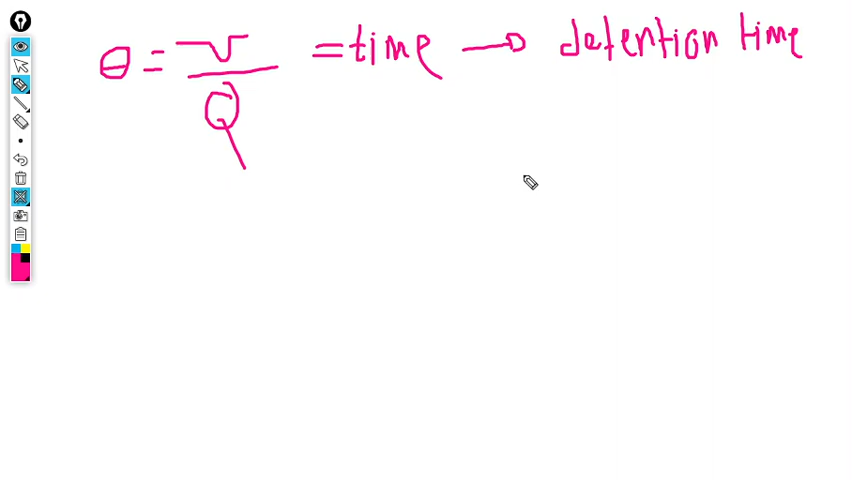 θ = V / Q = time → detention time